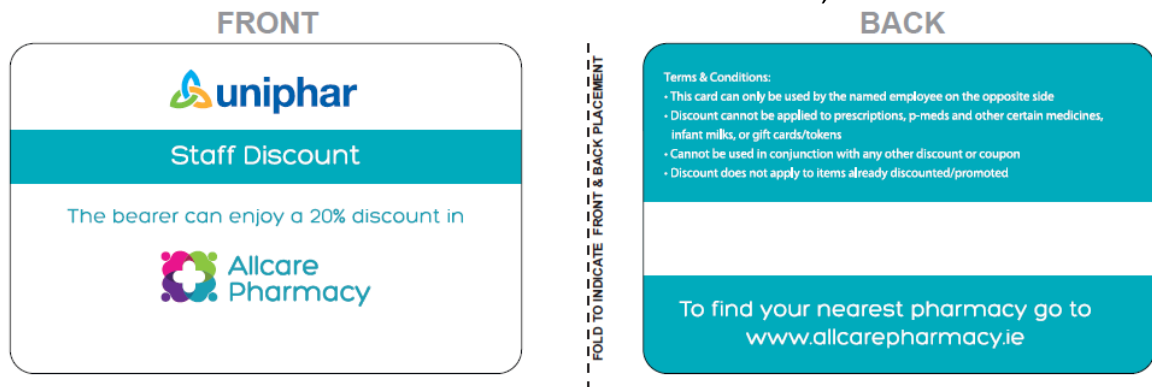 FRONT
uniphar
Staff Discount
The bearer can enjoy a 20% discount in
Allcare
Pharmacy
FOLD TO INDICATE FRONT & BACK PLACEMENT
BACK
Terms & Conditions:
• This card can only be used by the named employee on the opposite side
• Discount cannot be applied to prescriptions, p-meds and other certain medicines,
infant milks, or gift cards/tokens
• Cannot be used in conjunction with any other discount or coupon
• Discount does not apply to items already discounted/promoted
To find your nearest pharmacy go to
www.allcarepharmacy.ie